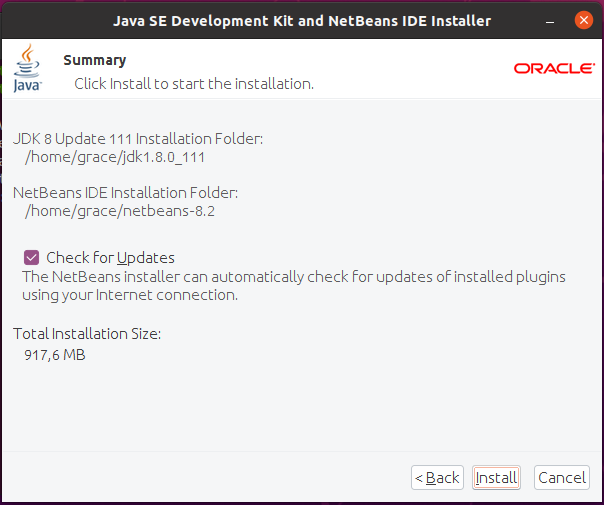 Java SE Development Kit and NetBeans IDE Installer
Java
Summary
Click Install to start the installation.
ORACLE
JDK 8 Update 111 Installation Folder:
/home/grace/jdk1.8.0_111
NetBeans IDE Installation Folder:
/home/grace/netbeans-8.2
Check for Updates
The NetBeans installer can automatically check for updates of installed plugins
using your Internet connection.
Total Installation Size:
917,6 MB
< Back Install Cancel